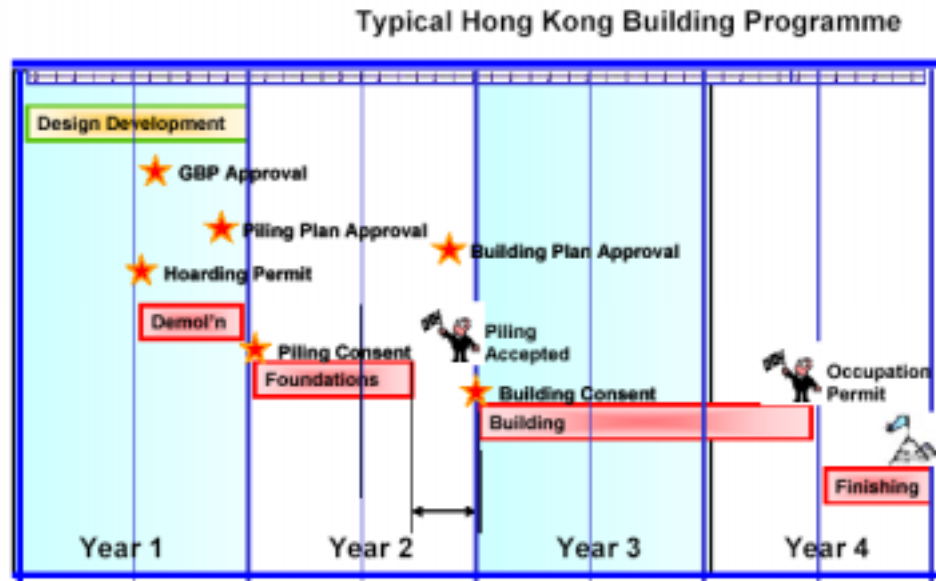 Typical Hong Kong Building Programme
Design Development
GBP Approval
Piling Plan Approval
Building Plan Approval
Hoarding Permit
Demol'n
Piling
Accepted
Piling Consent
Foundations
Occupation
Permit
Building Consent
Building
Finishing
Year 1
Year 2
Year 3
Year 4